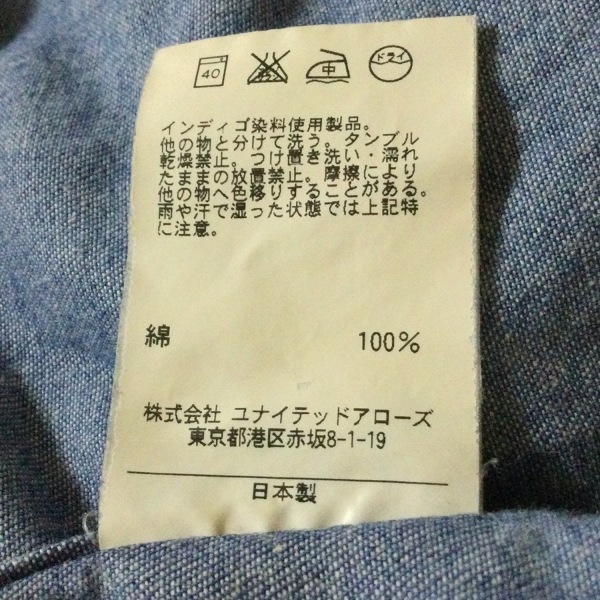 40 エンソサラシ 中 ドライ
インディゴ染料使用製品。
他の物と分けて洗う。タンブル
乾燥禁止。つけ置き洗い・濡れ
たままの放置禁止。摩擦により
他の物へ色移りすることがある。
雨や汗で湿った状態では上記特
に注意。
綿 100%
株式会社 ユナイテッドアローズ
東京都港区赤坂8-1-19
日本製